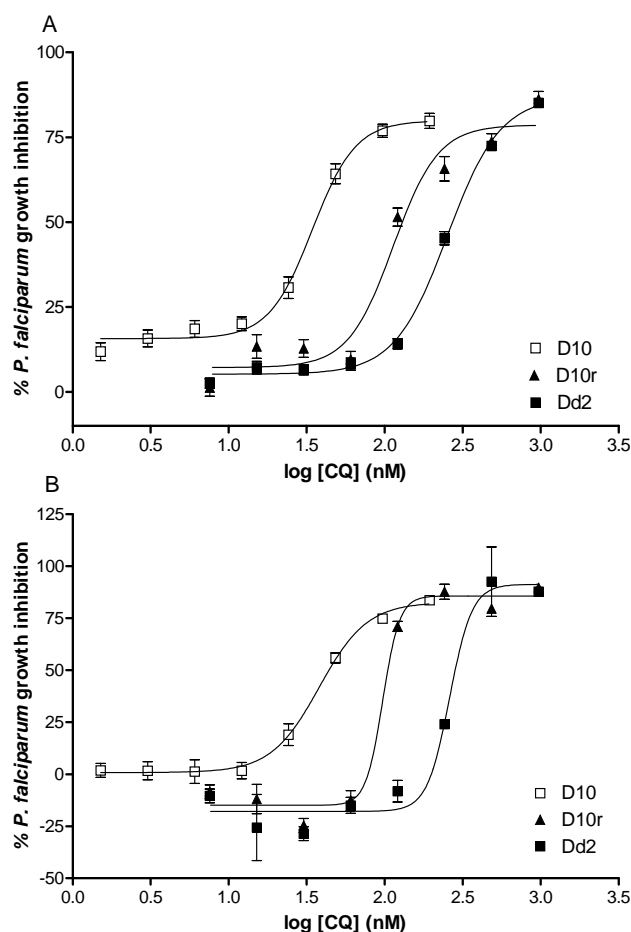 A
100
75
50
25
0
% P. falciparum growth inhibition
D10
D10r
Dd2
0.0 0.5 1.0 1.5 2.0 2.5 3.0 3.5
log [CQ] (nM)
B
125
100
75
50
25
0
-25
-50
% P. falciparum growth inhibition
D10
D10r
Dd2
0.0 0.5 1.0 1.5 2.0 2.5 3.0 3.5
log [CQ] (nM)